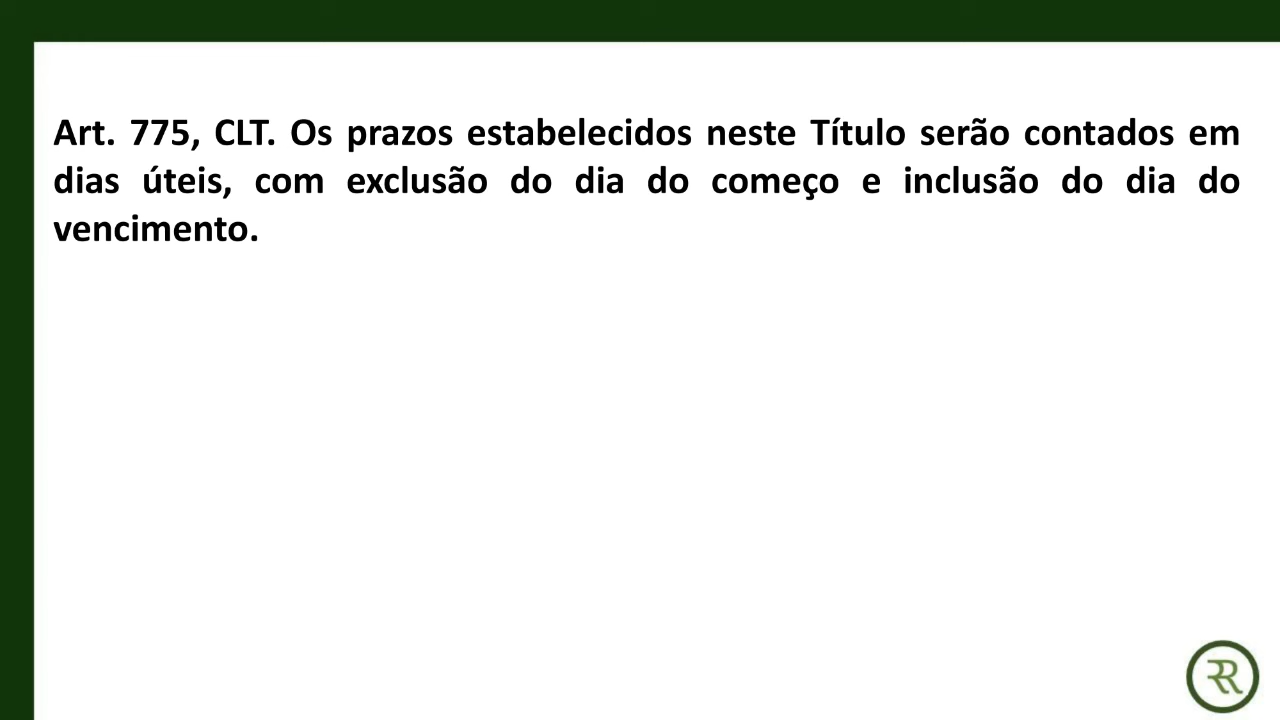 Art. 775, CLT. Os prazos estabelecidos neste Título serão contados em
dias úteis, com exclusão do dia do começo e inclusão do dia do
vencimento.